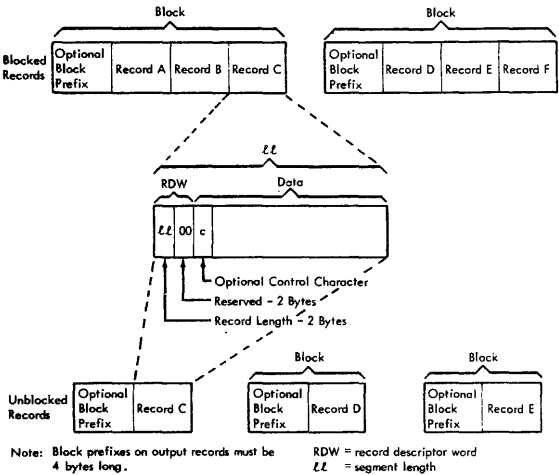 Block
Block
Blocked Records
Optional Block Prefix
Record A
Record B
Record C
Optional Block Prefix
Record D
Record E
Record F
ℓℓ
RDW
Data
ℓℓ
00
c
Optional Control Character
Reserved - 2 Bytes
Record Length - 2 Bytes
Block
Block
Unblocked Records
Optional Block Prefix
Record C
Optional Block Prefix
Record D
Optional Block Prefix
Record E
Note: Block prefixes on output records must be 4 bytes long.
RDW = record descriptor word
ℓℓ = segment length